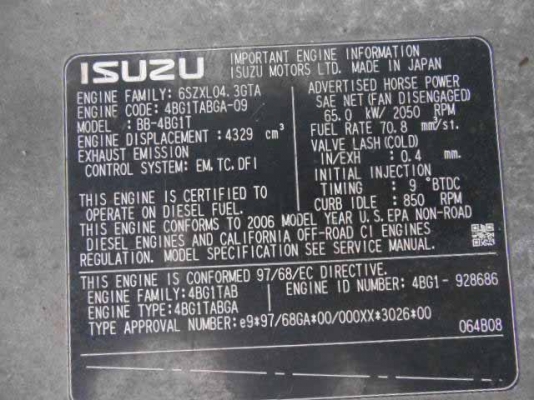 ISUZU
IMPORTANT ENGINE INFORMATION
ISUZU MOTORS LTD. MADE IN JAPAN
ENGINE FAMILY: 6SZXL04.3GTA
ENGINE CODE: 4BG1TABGA-09
MODEL : BB-4BG1T
ENGINE DISPLACEMENT: 4329 cm³
EXHAUST EMISSION
CONTROL SYSTEM: EM,TC,DFI
ADVERTISED HORSE POWER
SAE NET (FAN DISENGAGED)
65.0 kW/ 2050 RPM
FUEL RATE 70.8 mm³/st.
VALVE LASH (COLD)
IN/EXH : 0.4 mm.
INITIAL INJECTION
TIMING : 9 °BTDC
CURB IDLE : 850 RPM
THIS ENGINE IS CERTIFIED TO
OPERATE ON DIESEL FUEL.
THIS ENGINE CONFORMS TO 2006 MODEL YEAR U.S.EPA NON-ROAD
DIESEL ENGINES AND CALIFORNIA OFF-ROAD CI ENGINES
REGULATION. MODEL SPECIFICATION SEE SERVICE MANUAL.
THIS ENGINE IS CONFORMED 97/68/EC DIRECTIVE.
ENGINE FAMILY:4BG1TAB
ENGINE ID NUMBER: 4BG1- 928686
ENGINE TYPE:4BG1TABGA
TYPE APPROVAL NUMBER:e9*97/68GA*00/000XX*3026*00
064B08